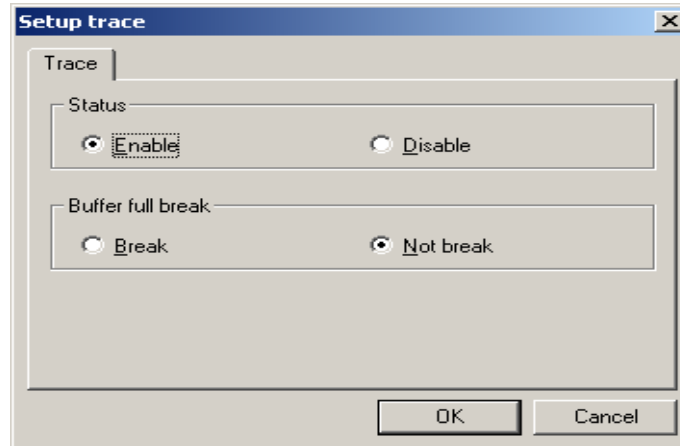 Setup trace
Trace
Status
Enable Disable
Buffer full break
Break Not break
OK Cancel